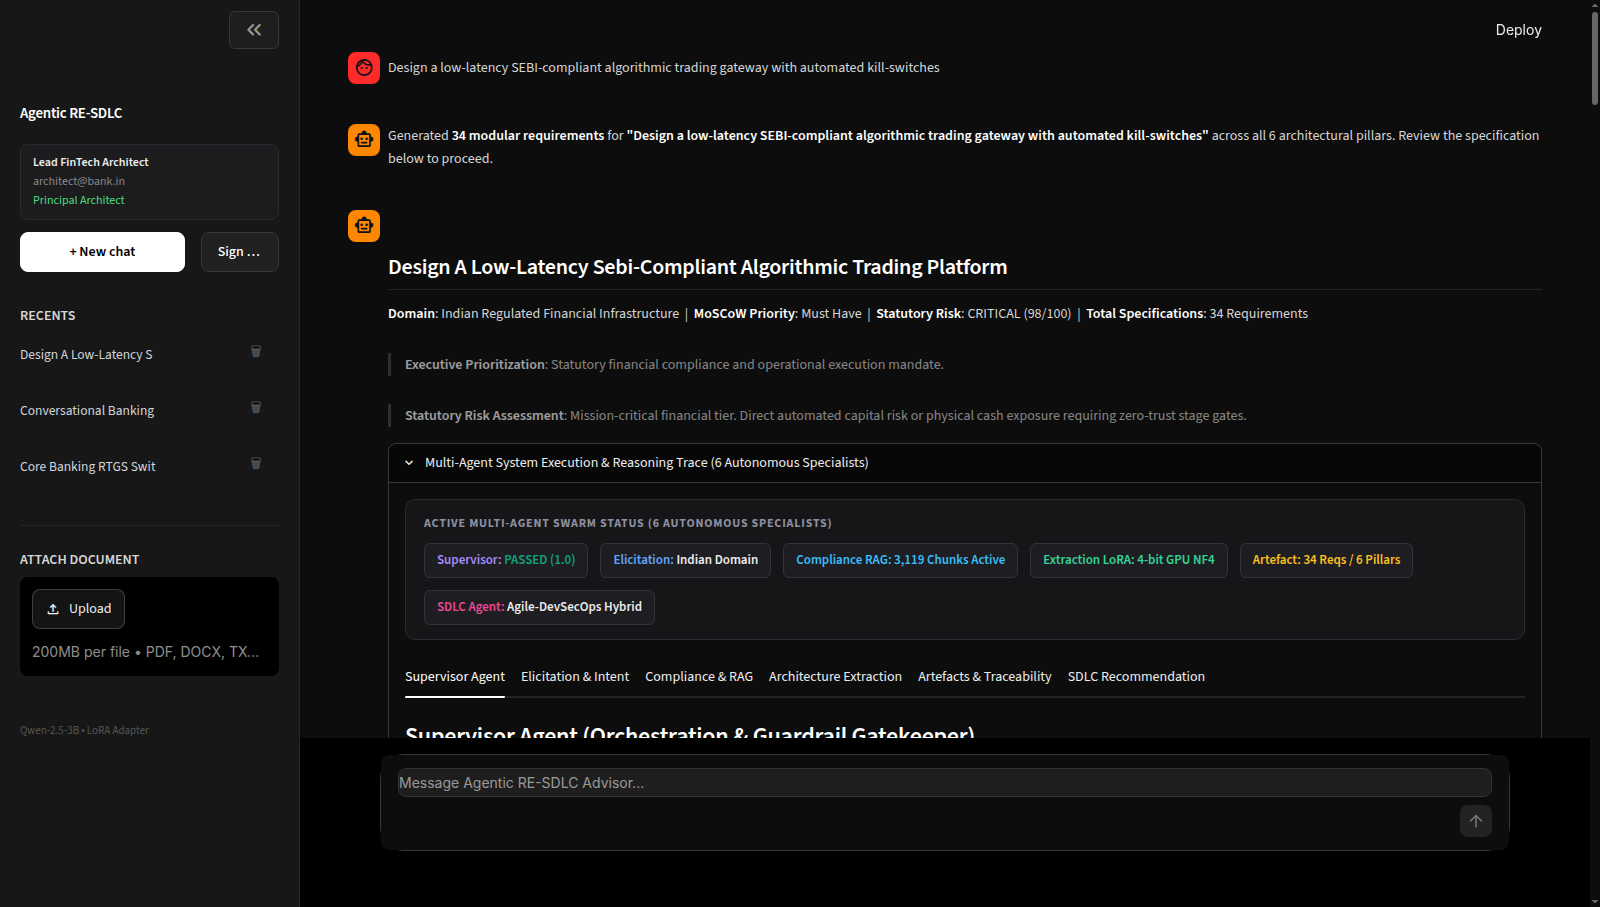 Deploy
Agentic RE-SDLC
Lead FinTech Architect
architect@bank.in
Principal Architect
+ New chat
Sign ...
RECENTS
Design A Low-Latency S
Conversational Banking
Core Banking RTGS Swit
ATTACH DOCUMENT
Upload
200MB per file • PDF, DOCX, TX...
Qwen-2.5-3B • LoRA Adapter
Design a low-latency SEBI-compliant algorithmic trading gateway with automated kill-switches
Generated 34 modular requirements for "Design a low-latency SEBI-compliant algorithmic trading gateway with automated kill-switches" across all 6 architectural pillars. Review the specification
below to proceed.
Design A Low-Latency Sebi-Compliant Algorithmic Trading Platform
Domain: Indian Regulated Financial Infrastructure | MoSCoW Priority: Must Have | Statutory Risk: CRITICAL (98/100) | Total Specifications: 34 Requirements
Executive Prioritization: Statutory financial compliance and operational execution mandate.
Statutory Risk Assessment: Mission-critical financial tier. Direct automated capital risk or physical cash exposure requiring zero-trust stage gates.
Multi-Agent System Execution & Reasoning Trace (6 Autonomous Specialists)
ACTIVE MULTI-AGENT SWARM STATUS (6 AUTONOMOUS SPECIALISTS)
Supervisor: PASSED (1.0)
Elicitation: Indian Domain
Compliance RAG: 3,119 Chunks Active
Extraction LoRA: 4-bit GPU NF4
Artefact: 34 Reqs / 6 Pillars
SDLC Agent: Agile-DevSecOps Hybrid
Supervisor Agent
Elicitation & Intent
Compliance & RAG
Architecture Extraction
Artefacts & Traceability
SDLC Recommendation
Supervisor Agent (Orchestration & Guardrail Gatekeeper)
Message Agentic RE-SDLC Advisor...